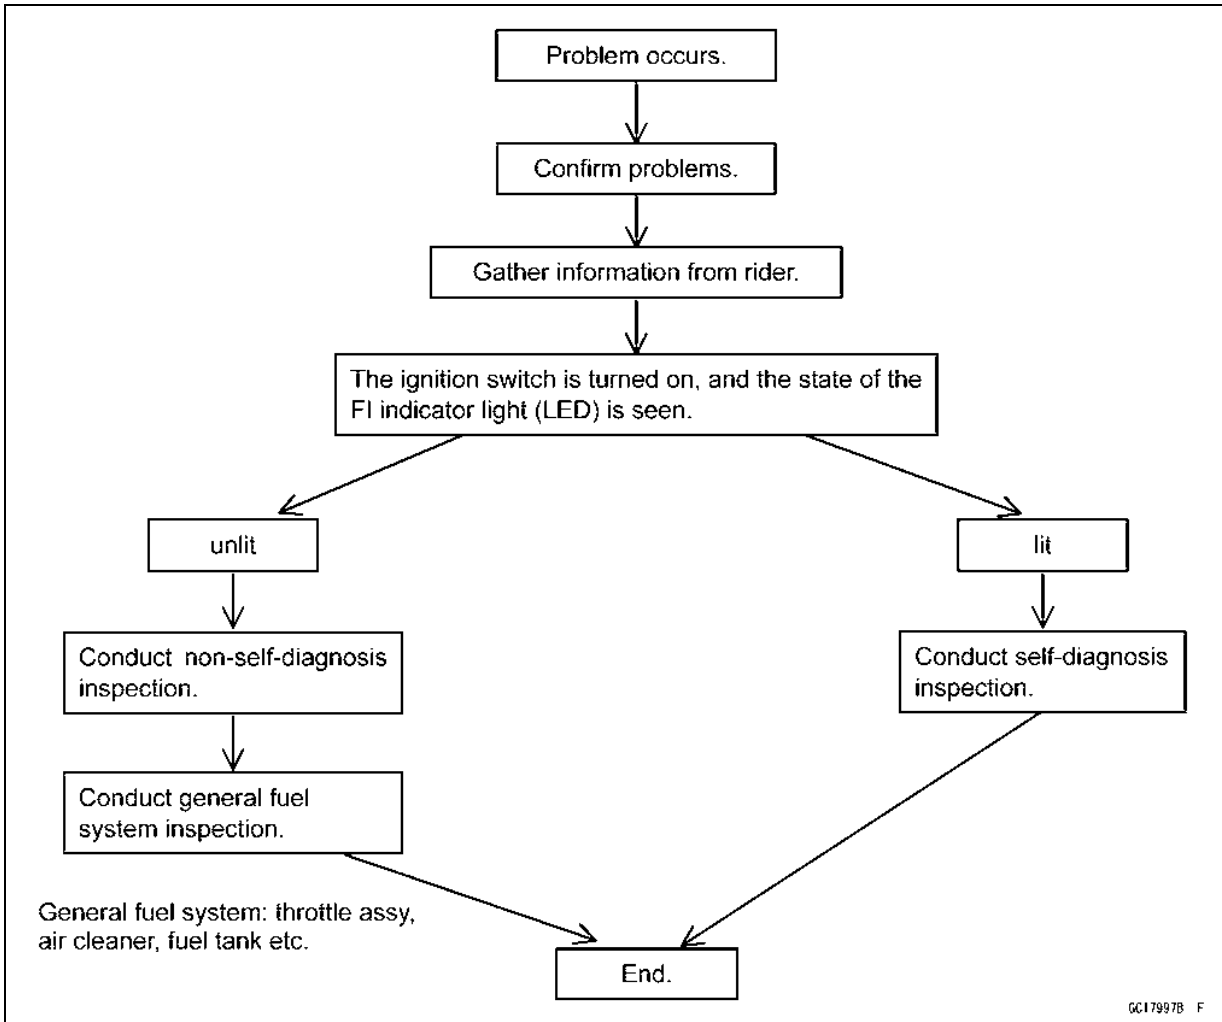 Problem occurs.
Confirm problems.
Gather information from rider.
The ignition switch is turned on, and the state of the
FI indicator light (LED) is seen.
unlit
lit
Conduct non-self-diagnosis
inspection.
Conduct self-diagnosis
inspection.
Conduct general fuel
system inspection.
General fuel system: throttle assy,
air cleaner, fuel tank etc.
End.
GC17997B F